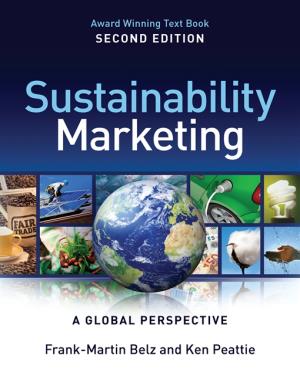 Award Winning Text Book
SECOND EDITION
Sustainability
Marketing
FAIR
TRADE
A GLOBAL PERSPECTIVE
Frank-Martin Belz and Ken Peattie